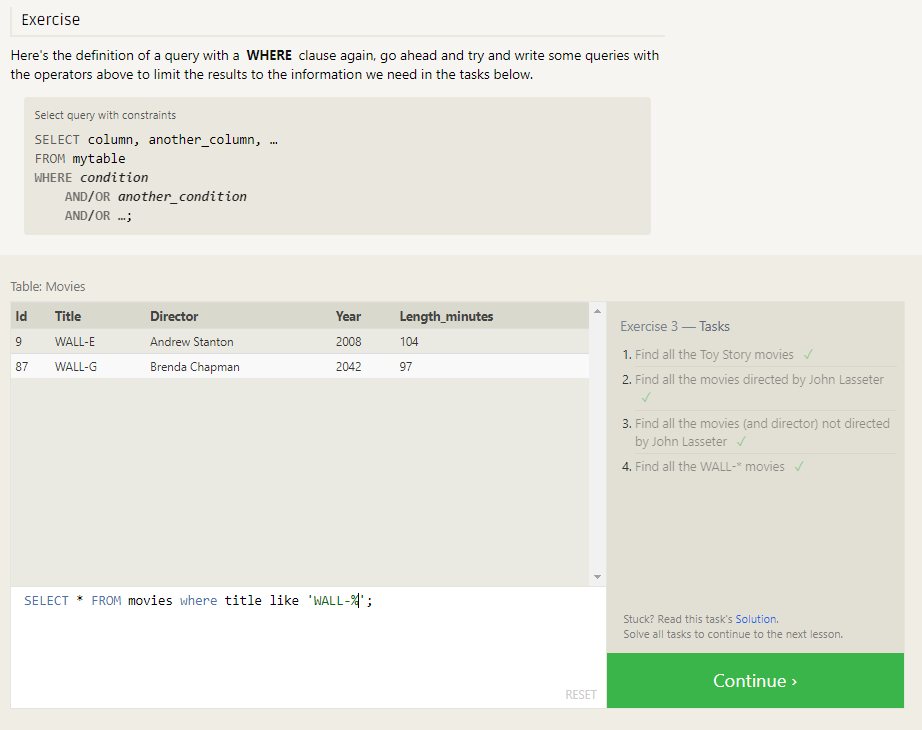 Exercise
Here's the definition of a query with a WHERE clause again, go ahead and try and write some queries with
the operators above to limit the results to the information we need in the tasks below.
Select query with constraints
SELECT column, another_column, …
FROM mytable
WHERE condition
AND/OR another_condition
AND/OR …;
Table: Movies
Id Title Director Year Length_minutes
9 WALL-E Andrew Stanton 2008 104
87 WALL-G Brenda Chapman 2042 97
SELECT * FROM movies where title like 'WALL-%';
RESET
Exercise 3 — Tasks
1. Find all the Toy Story movies ✓
2. Find all the movies directed by John Lasseter
✓
3. Find all the movies (and director) not directed
by John Lasseter ✓
4. Find all the WALL-* movies ✓
Stuck? Read this task's Solution.
Solve all tasks to continue to the next lesson.
Continue ›